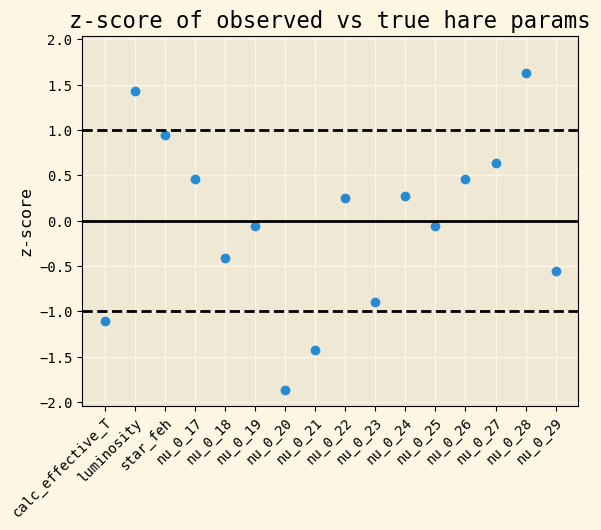 z-score of observed vs true hare params
z-score
2.0
1.5
1.0
0.5
0.0
−0.5
−1.0
−1.5
−2.0
calc_effective_T
luminosity
star_feh
nu_0_17
nu_0_18
nu_0_19
nu_0_20
nu_0_21
nu_0_22
nu_0_23
nu_0_24
nu_0_25
nu_0_26
nu_0_27
nu_0_28
nu_0_29